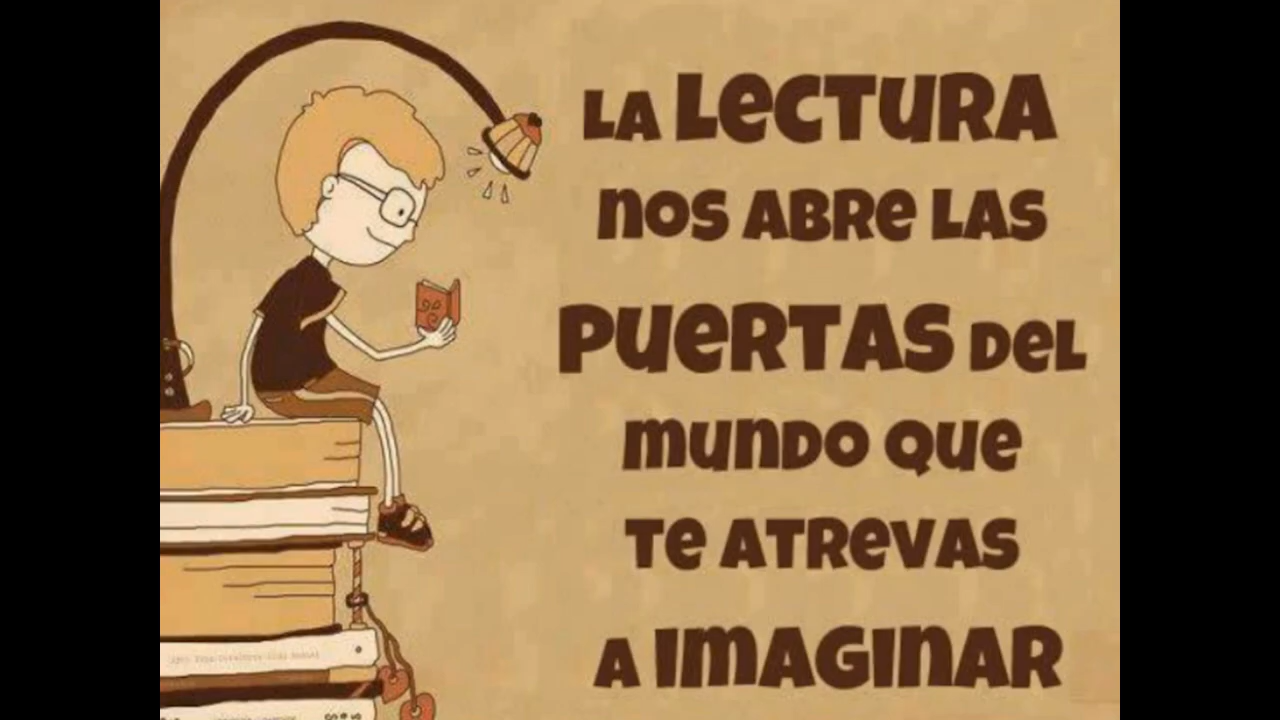 LA LeCTURA
nos ABRe LAS
PUeRTAS DeL
munDO QUe
Te ATReVAS
A ImAGInAR